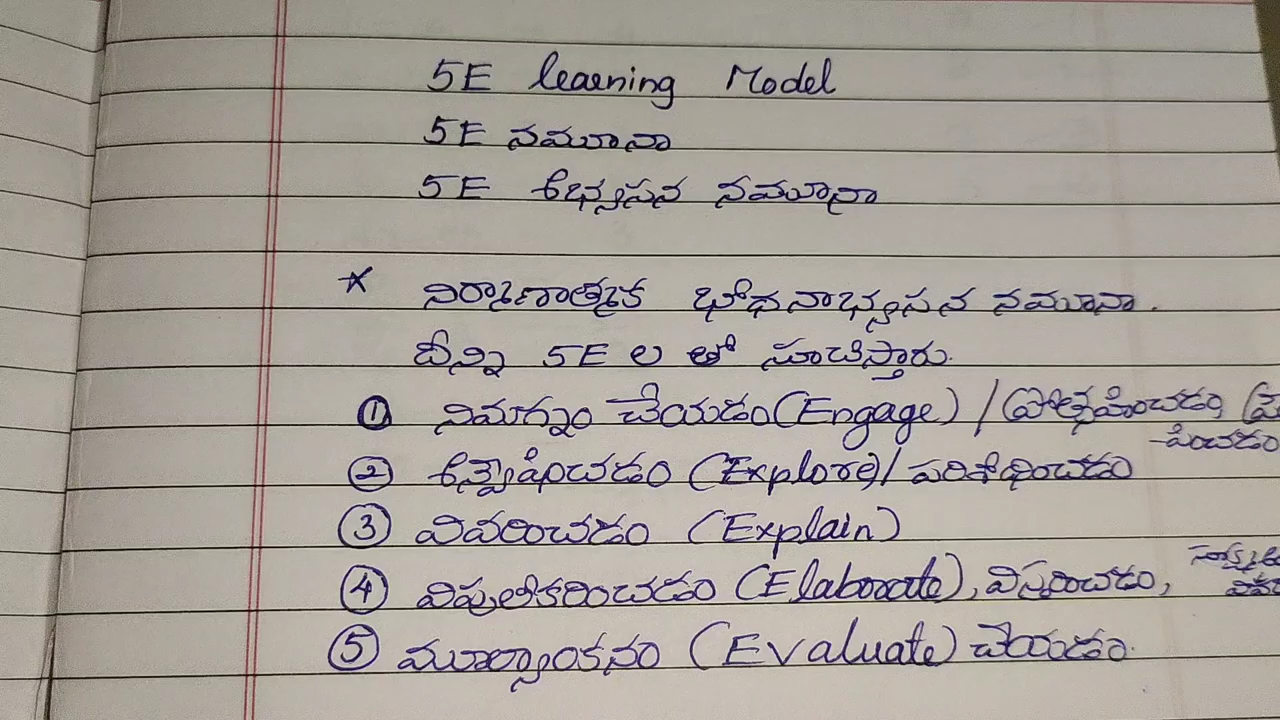 5E Learning Model
5E నమూనా
5E అభ్యసన నమూనా
* నిర్మాణాత్మక భోధనాభ్యసన నమూనా.
దీన్ని 5E ల తో సూచిస్తారు.
① నిమగ్నం చేయడం (Engage) / ప్రోత్సహించడం,
-పించడం
② అన్వేషించడం (Explore) / పరిశోధించడం
③ వివరించడం (Explain)
④ విపులీకరించడం (Elaborate), విస్తరించడం,
⑤ మూల్యాంకనం (Evaluate) చేయడం.